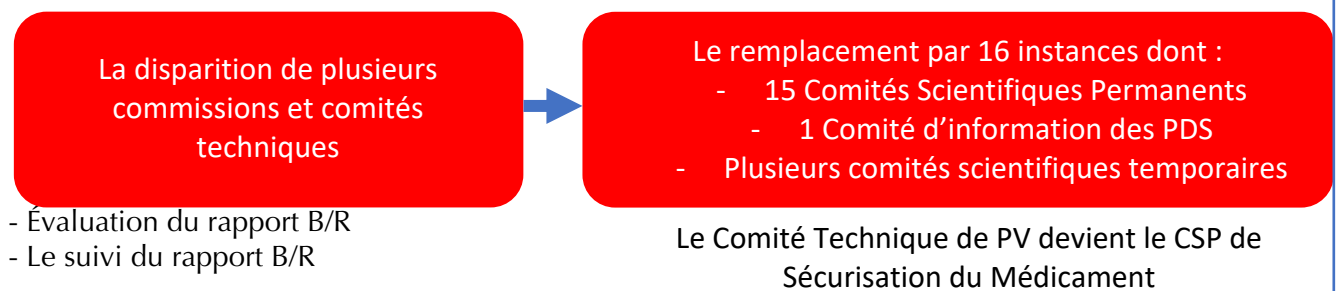 La disparition de plusieurs
commissions et comités
techniques
- Évaluation du rapport B/R
- Le suivi du rapport B/R
Le remplacement par 16 instances dont :
- 15 Comités Scientifiques Permanents
- 1 Comité d’information des PDS
- Plusieurs comités scientifiques temporaires
Le Comité Technique de PV devient le CSP de
Sécurisation du Médicament